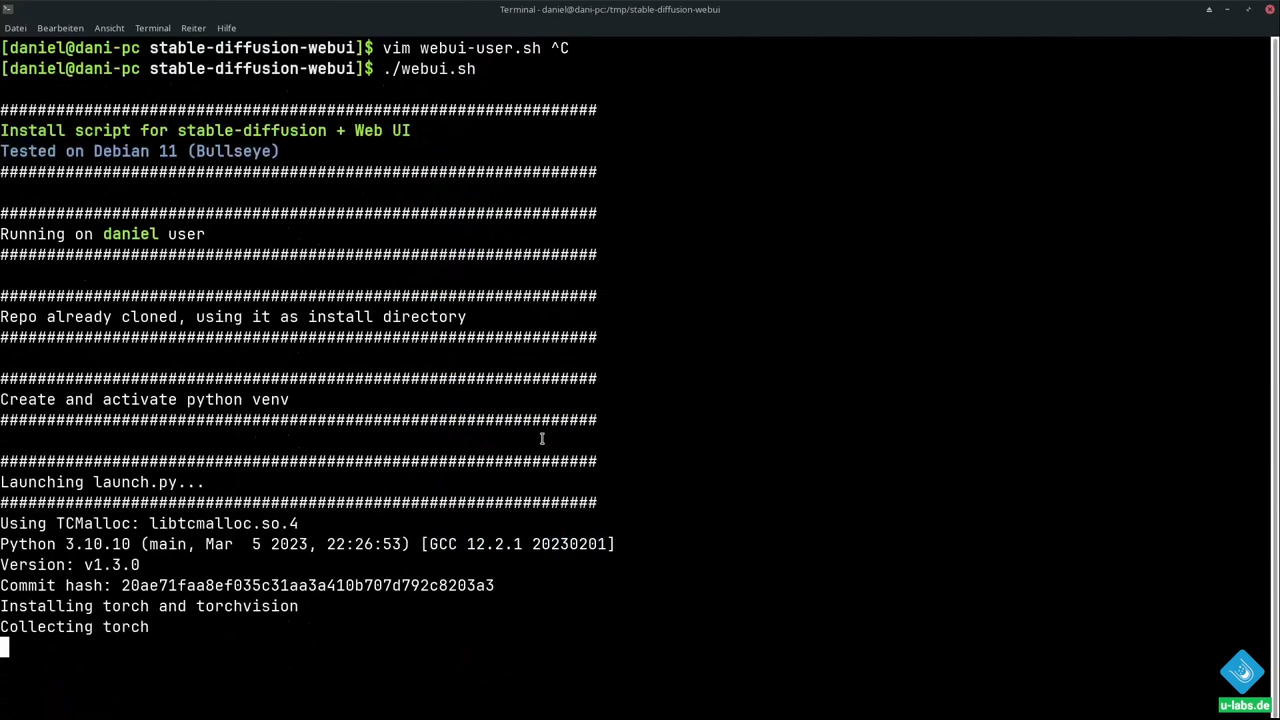 Terminal - daniel@dani-pc:/tmp/stable-diffusion-webui
Datei Bearbeiten Ansicht Terminal Reiter Hilfe
[daniel@dani-pc stable-diffusion-webui]$ vim webui-user.sh ^C
[daniel@dani-pc stable-diffusion-webui]$ ./webui.sh
################################################################
Install script for stable-diffusion + Web UI
Tested on Debian 11 (Bullseye)
################################################################
################################################################
Running on daniel user
################################################################
################################################################
Repo already cloned, using it as install directory
################################################################
################################################################
Create and activate python venv
################################################################
################################################################
Launching launch.py...
################################################################
Using TCMalloc: libtcmalloc.so.4
Python 3.10.10 (main, Mar  5 2023, 22:26:53) [GCC 12.2.1 20230201]
Version: v1.3.0
Commit hash: 20ae71faa8ef035c31aa3a410b707d792c8203a3
Installing torch and torchvision
Collecting torch
u-labs.de